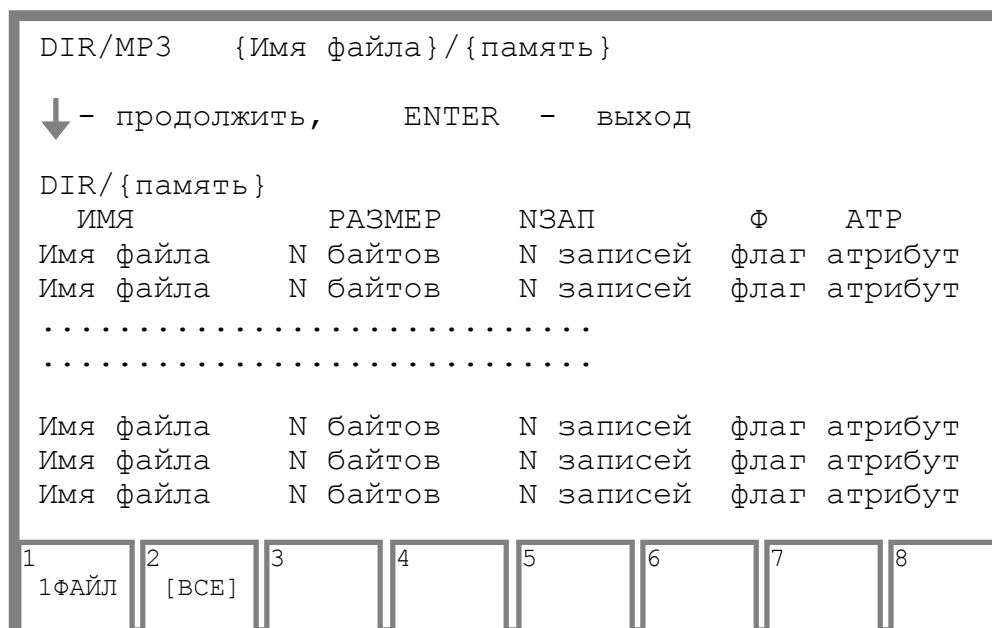 DIR/MP3 {Имя файла}/{память}
- продолжить, ENTER - выход
DIR/{память}
ИМЯ РАЗМЕР NЗАП Ф АТР
Имя файла N байтов N записей флаг атрибут
Имя файла N байтов N записей флаг атрибут
.............................
.............................
Имя файла N байтов N записей флаг атрибут
Имя файла N байтов N записей флаг атрибут
Имя файла N байтов N записей флаг атрибут
1 2 3 4 5 6 7 8
1ФАЙЛ [ВСЕ]